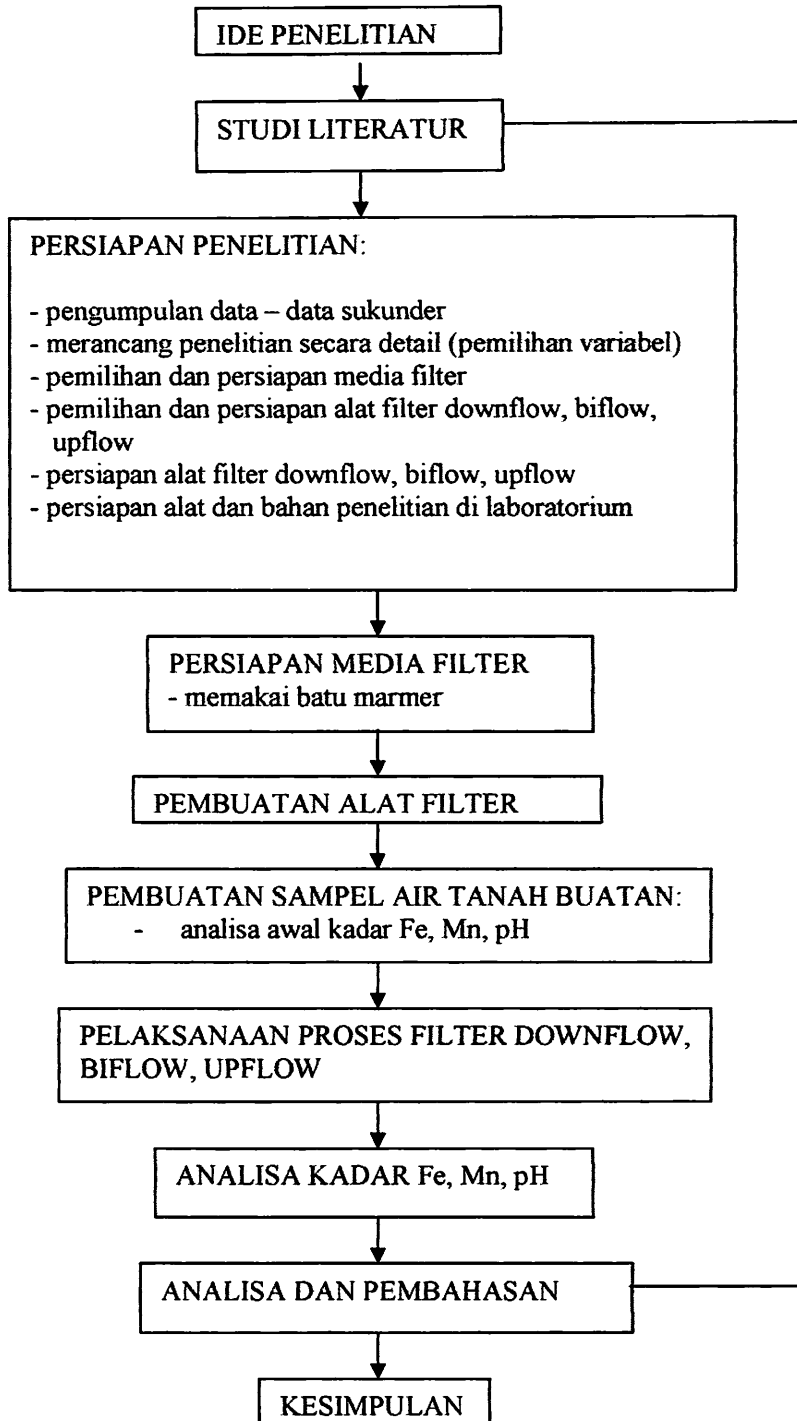 IDE PENELITIAN
STUDI LITERATUR
PERSIAPAN PENELITIAN:
- pengumpulan data – data sukunder
- merancang penelitian secara detail (pemilihan variabel)
- pemilihan dan persiapan media filter
- pemilihan dan persiapan alat filter downflow, biflow,
upflow
- persiapan alat filter downflow, biflow, upflow
- persiapan alat dan bahan penelitian di laboratorium
PERSIAPAN MEDIA FILTER
- memakai batu marmer
PEMBUATAN ALAT FILTER
PEMBUATAN SAMPEL AIR TANAH BUATAN:
- analisa awal kadar Fe, Mn, pH
PELAKSANAAN PROSES FILTER DOWNFLOW,
BIFLOW, UPFLOW
ANALISA KADAR Fe, Mn, pH
ANALISA DAN PEMBAHASAN
KESIMPULAN